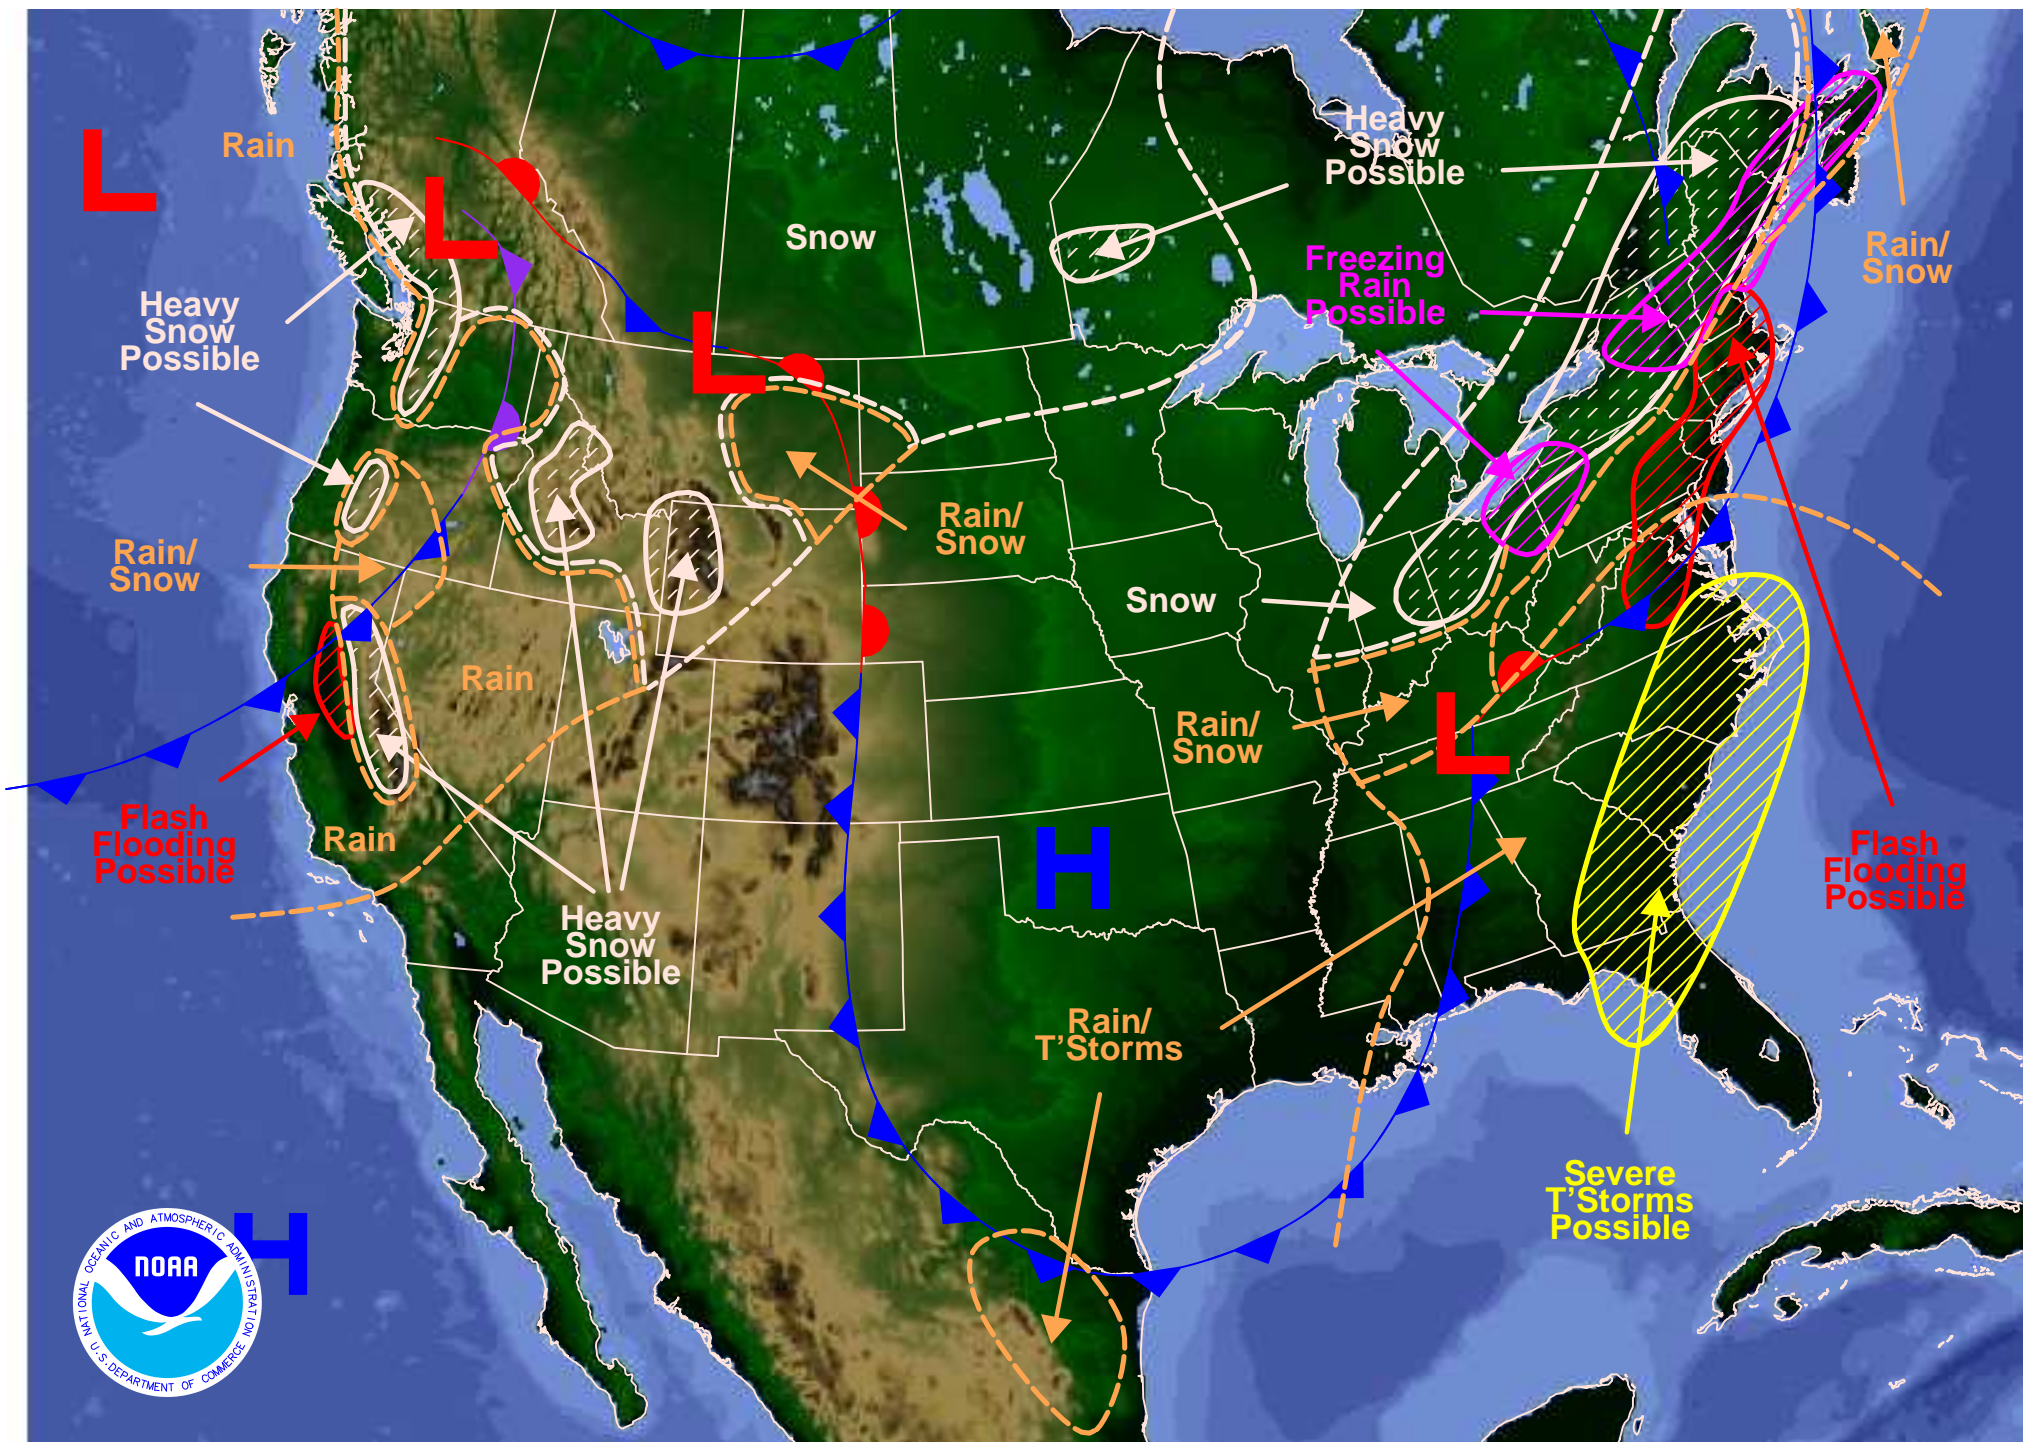 Heavy
Snow
Possible
L
Rain
L
Snow
Freezing
Rain
Possible
Rain/
Snow
Heavy
Snow
Possible
L
Rain/
Snow
Rain/
Snow
Snow
Rain
L
Rain/
Snow
Flash
Flooding
Possible
Rain
H
Flash
Flooding
Possible
Heavy
Snow
Possible
Rain/
T'Storms
Severe
T'Storms
Possible
H
NOAA
NATIONAL OCEANIC AND ATMOSPHERIC ADMINISTRATION
U.S. DEPARTMENT OF COMMERCE